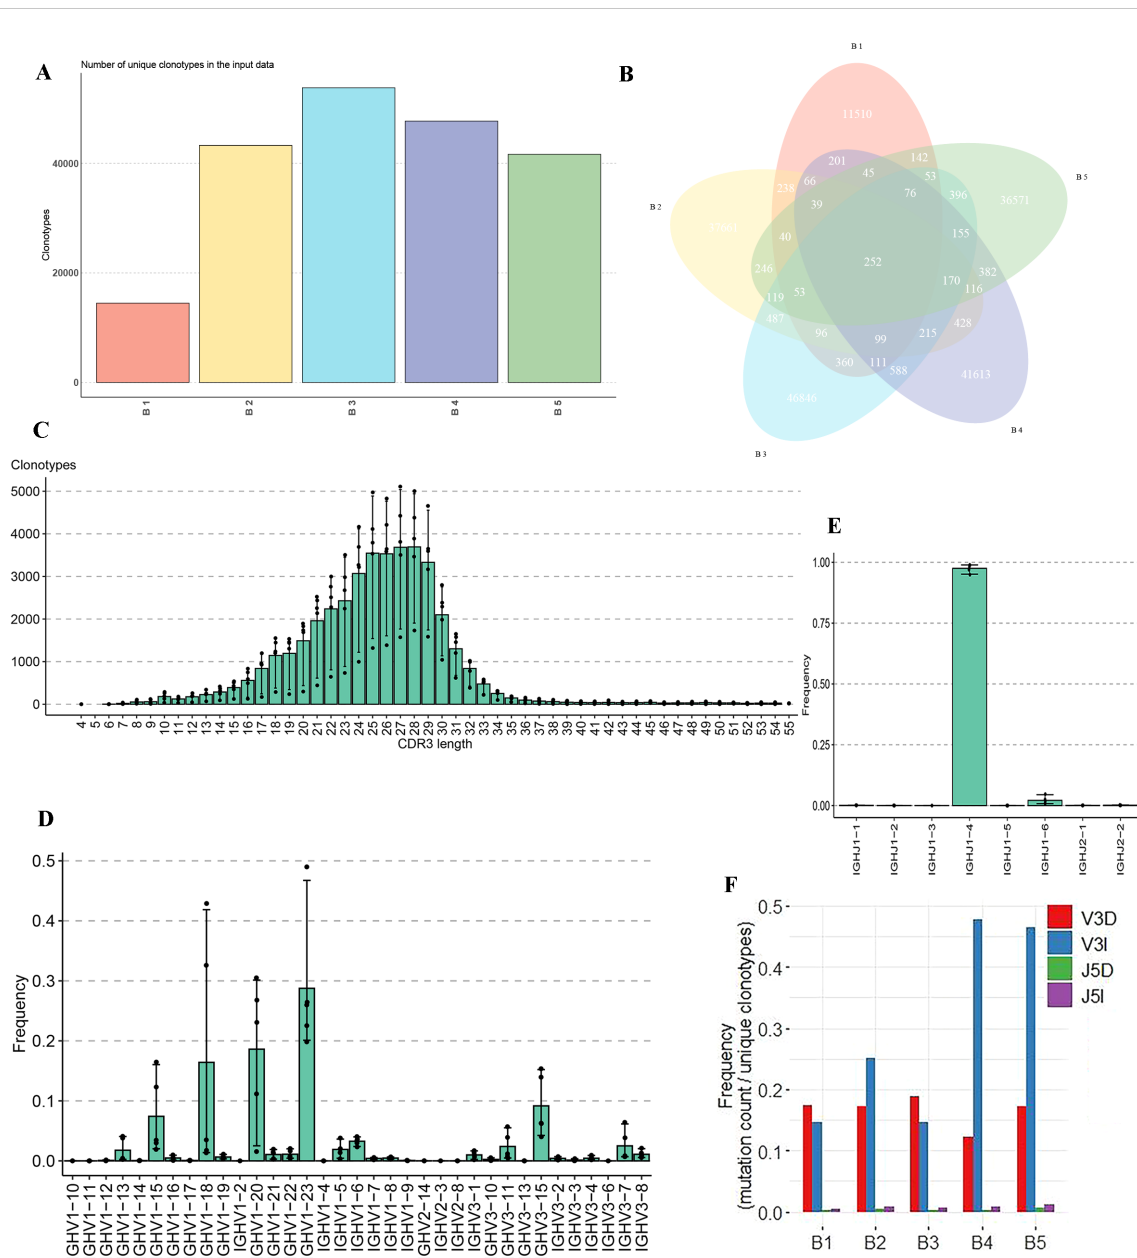 A
Number of unique clonotypes in the input data
40000
20000
0
Clonotypes
B 1
B 2
B 3
B 4
B 5
B
B 1
B 2
B 3
B 4
B 5
11510
201
142
45
53
238
66
76
396
36571
39
40
155
252
246
382
170
116
119
53
487
428
96
215
99
360
111
588
41613
46846
C
Clonotypes
5000
4000
3000
2000
1000
0
4 5 6 7 8 9 10 11 12 13 14 15 16 17 18 19 20 21 22 23 24 25 26 27 28 29 30 31 32 33 34 35 36 37 38 39 40 41 42 43 44 45 46 47 48 49 50 51 52 53 54 55
CDR3 length
E
1.00
0.75
0.50
0.25
0.00
Frequency
IGHJ1-1
IGHJ1-2
IGHJ1-3
IGHJ1-4
IGHJ1-5
IGHJ1-6
IGHJ2-1
IGHJ2-2
D
0.5
0.4
0.3
0.2
0.1
0.0
Frequency
GHV1-10
GHV1-11
GHV1-12
GHV1-13
GHV1-14
GHV1-15
GHV1-16
GHV1-17
GHV1-18
GHV1-19
IGHV1-2
GHV1-20
GHV1-21
GHV1-22
GHV1-23
IGHV1-4
IGHV1-5
IGHV1-6
IGHV1-7
IGHV1-8
IGHV1-9
GHV2-14
IGHV2-3
IGHV2-8
IGHV3-1
GHV3-10
GHV3-11
GHV3-13
GHV3-15
IGHV3-2
IGHV3-3
IGHV3-4
IGHV3-6
IGHV3-7
IGHV3-8
F
0.5
0.4
0.3
0.2
0.1
0.0
Frequency
(mutation count / unique clonotypes)
B1
B2
B3
B4
B5
V3D
V3I
J5D
J5I